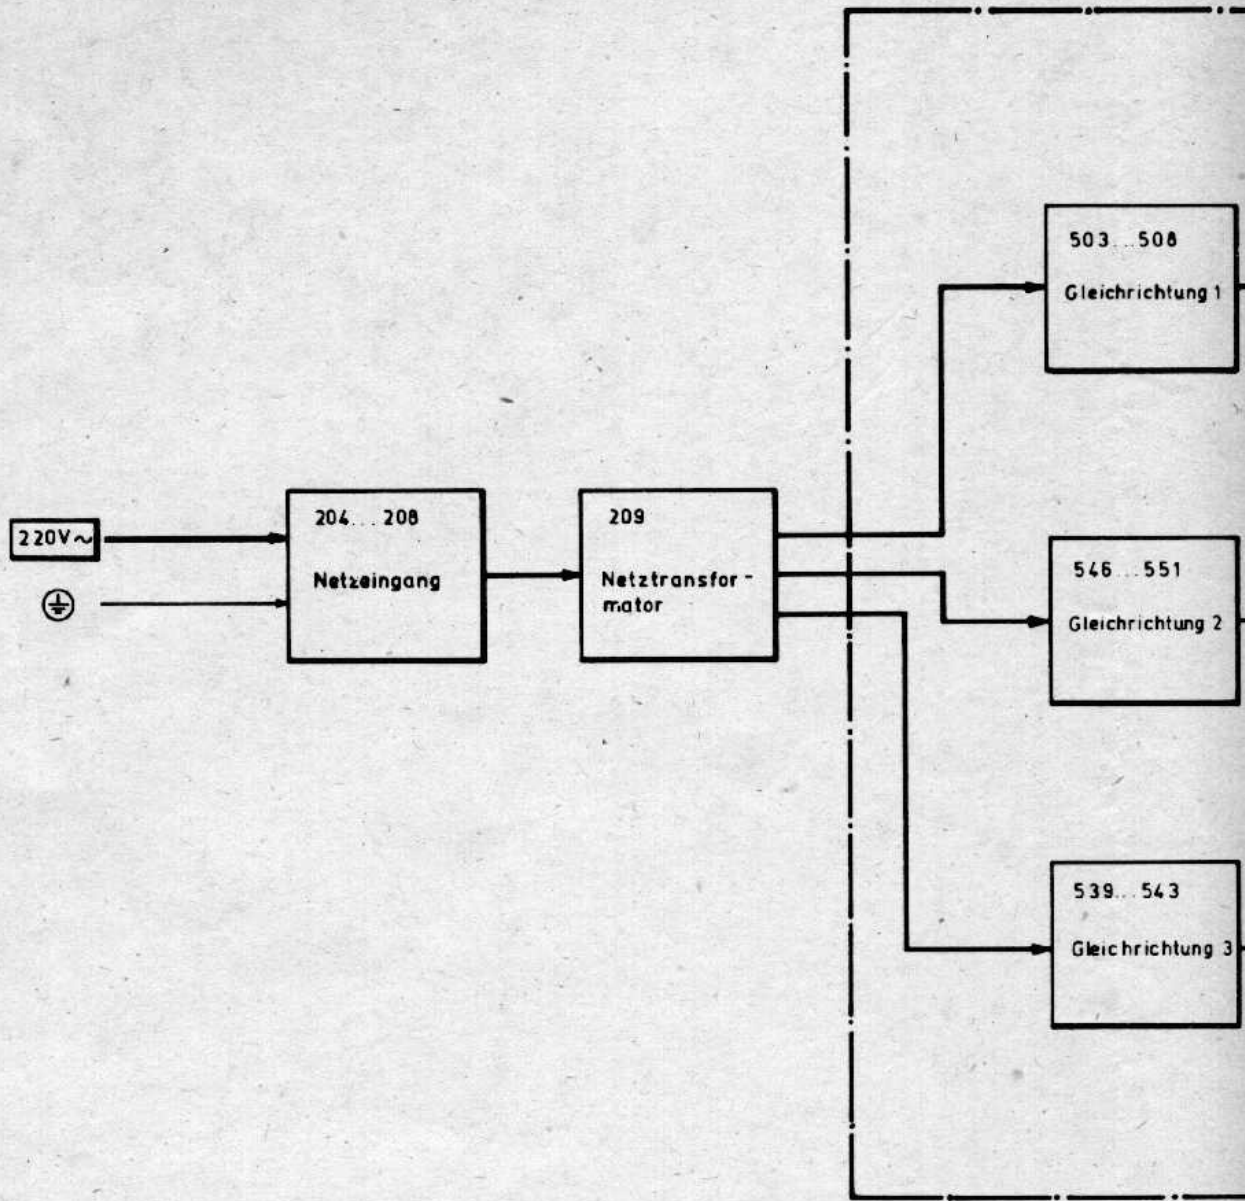 503...508
Gleichrichtung 1
220V~
204...208
Netzeingang
209
Netztransfor-
mator
546...551
Gleichrichtung 2
539...543
Gleichrichtung 3